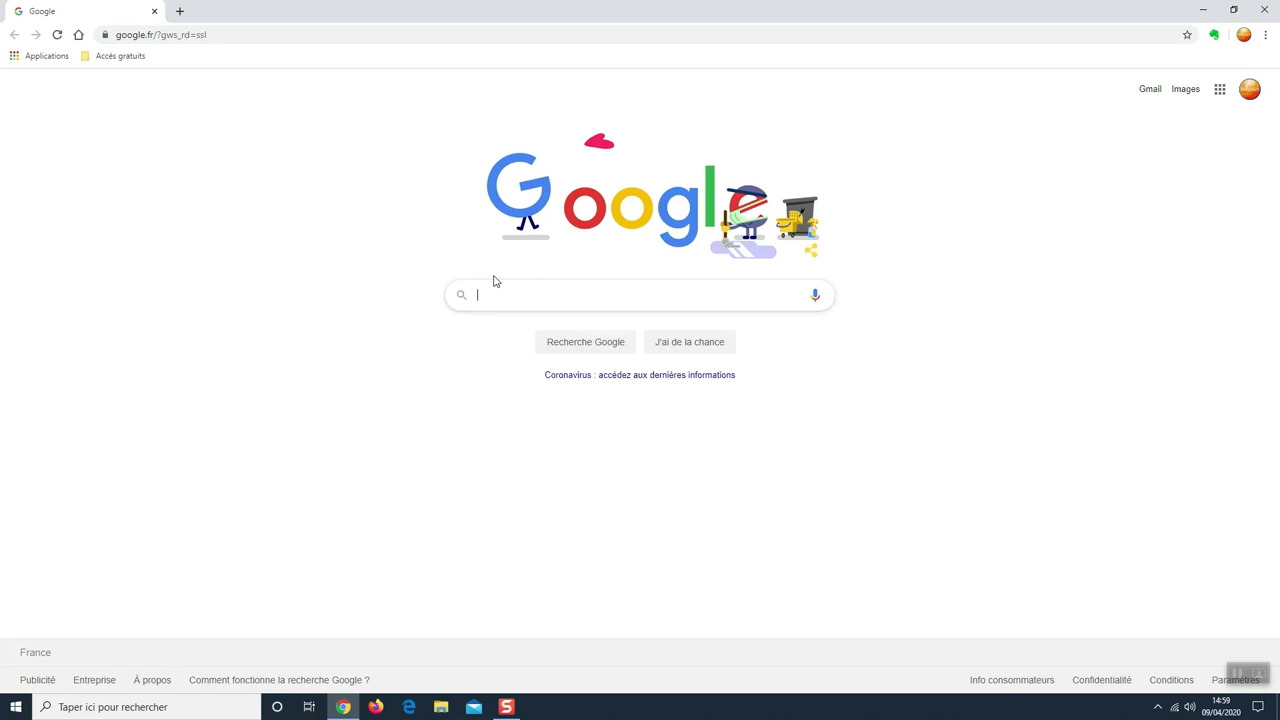 Google
google.fr/?gws_rd=ssl
Applications
Accés gratuits
Gmail
Images
Google
Recherche Google
J'ai de la chance
Coronavirus : accédez aux dernières informations
France
Publicité
Entreprise
À propos
Comment fonctionne la recherche Google ?
Info consommateurs
Confidentialité
Conditions
Paramètres
Taper ici pour rechercher
14:59
09/04/2020